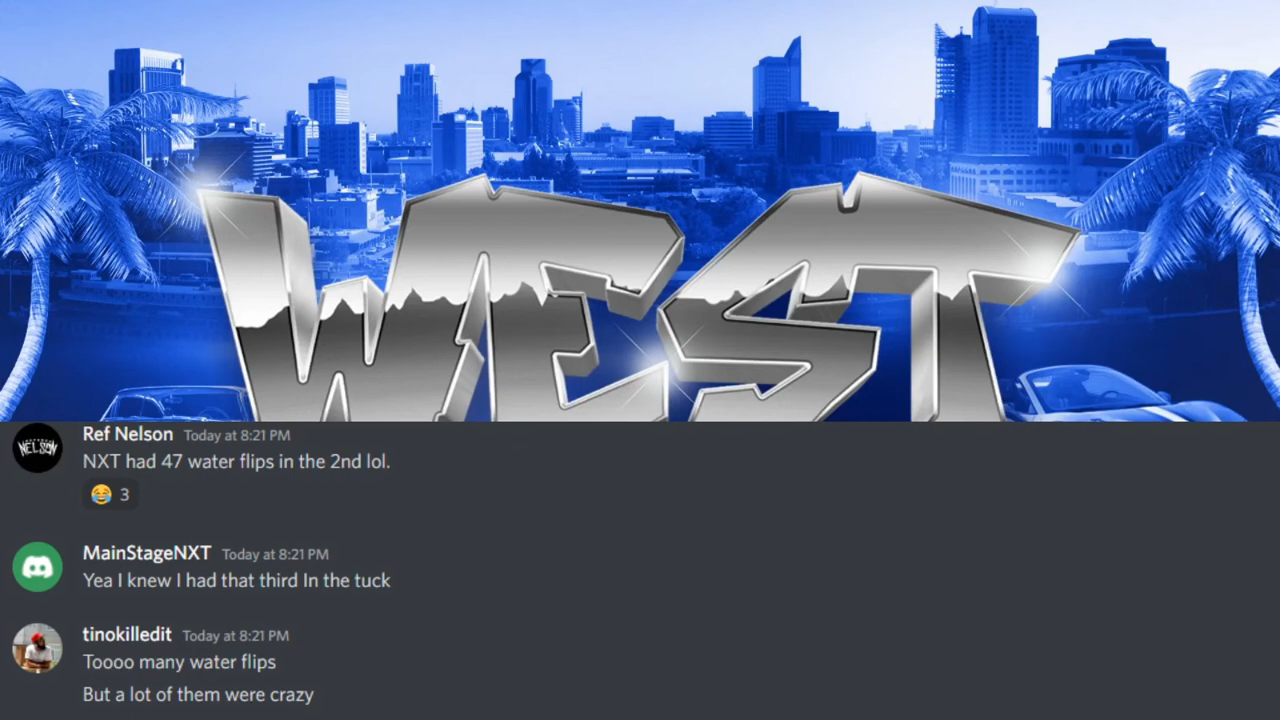 WEST
NELSON
Ref Nelson Today at 8:21 PM
NXT had 47 water flips in the 2nd lol.
😂 3
MainStageNXT Today at 8:21 PM
Yea I knew I had that third In the tuck
tinokilledit Today at 8:21 PM
Toooo many water flips
But a lot of them were crazy